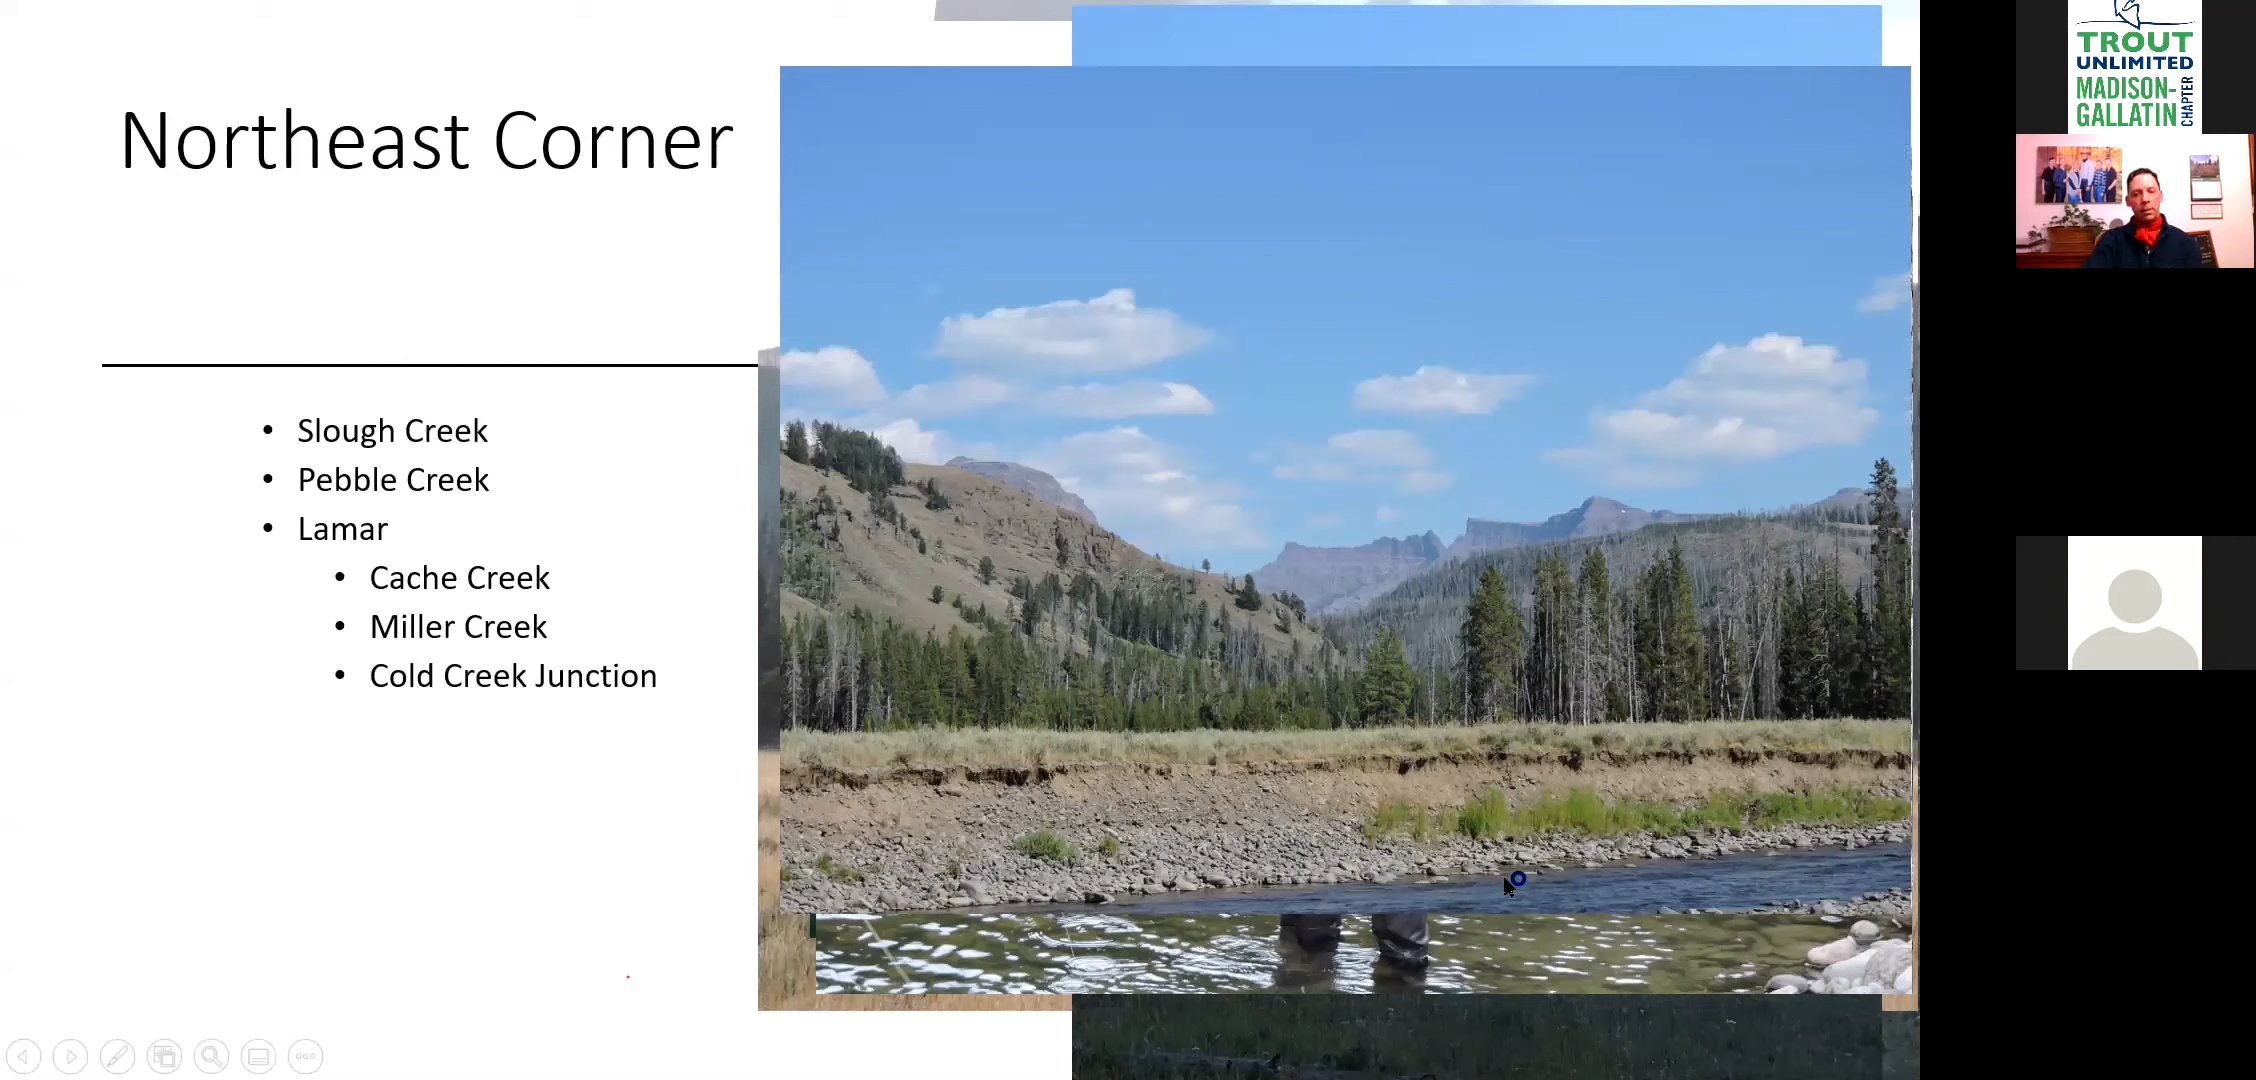 Northeast Corner
• Slough Creek
• Pebble Creek
• Lamar
• Cache Creek
• Miller Creek
• Cold Creek Junction
TROUT
UNLIMITED
MADISON-
GALLATIN
CHAPTER